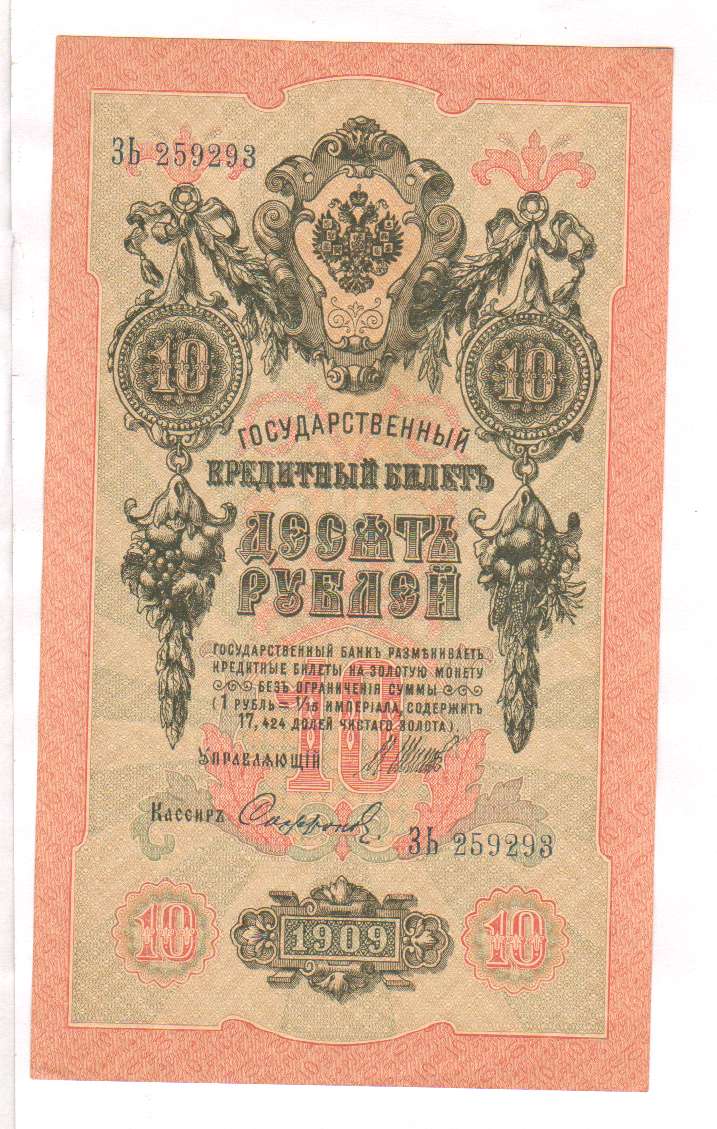 ЗЬ 259293
10 10
ГОСУДАРСТВЕННЫЙ
КРЕДИТНЫЙ БИЛЕТЪ
ДЕСЯТЬ
РУБЛЕЙ
ГОСУДАРСТВЕННЫЙ БАНКЪ РАЗМѢНИВАЕТЪ
КРЕДИТНЫЕ БИЛЕТЫ НА ЗОЛОТУЮ МОНЕТУ
БЕЗЪ ОГРАНИЧЕНІЯ СУММЫ
(1 РУБЛЬ = 1/15 ИМПЕРІАЛА, СОДЕРЖИТЪ
17,424 ДОЛЕЙ ЧИСТАГО ЗОЛОТА).
10
УПРАВЛЯЮЩІЙ
КАССИРЪ Сафроновъ
ЗЬ 259293
10 1909 10